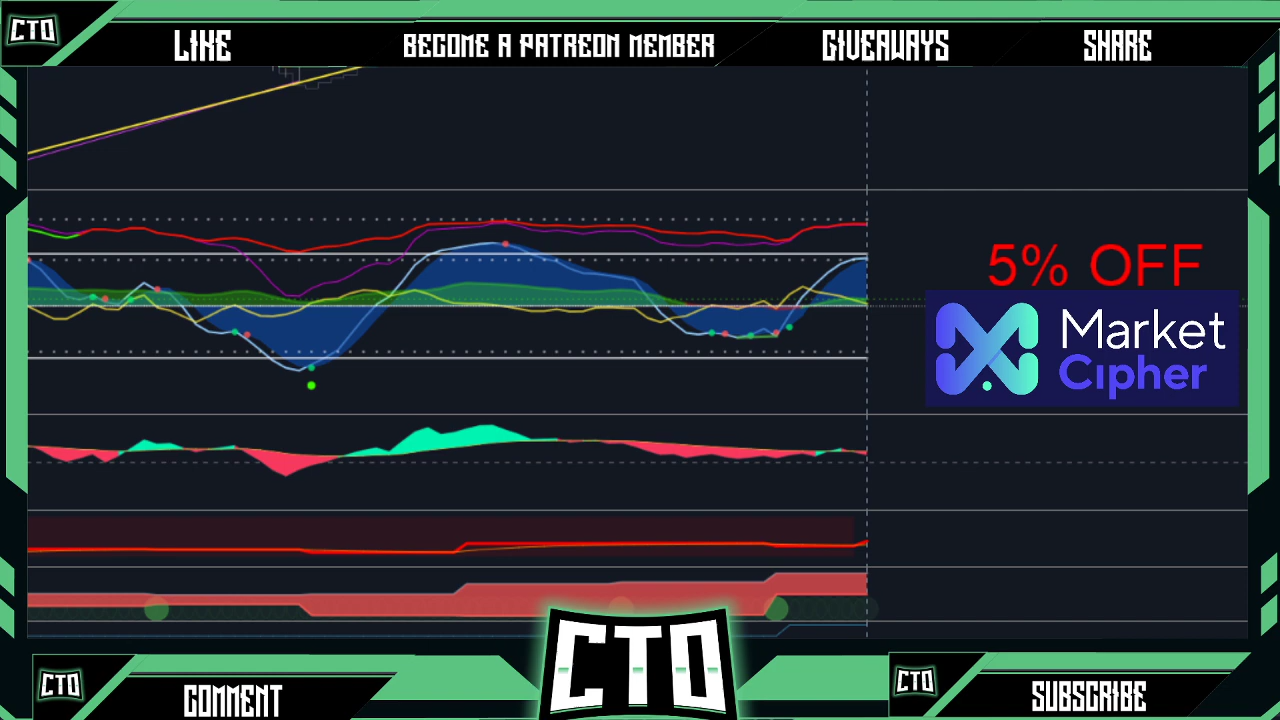 CTO
LIKE
BECOME A PATREON MEMBER
GIVEAWAYS
SHARE
5% OFF
Market
Cipher
CTO
COMMENT
CTO
CTO
SUBSCRIBE